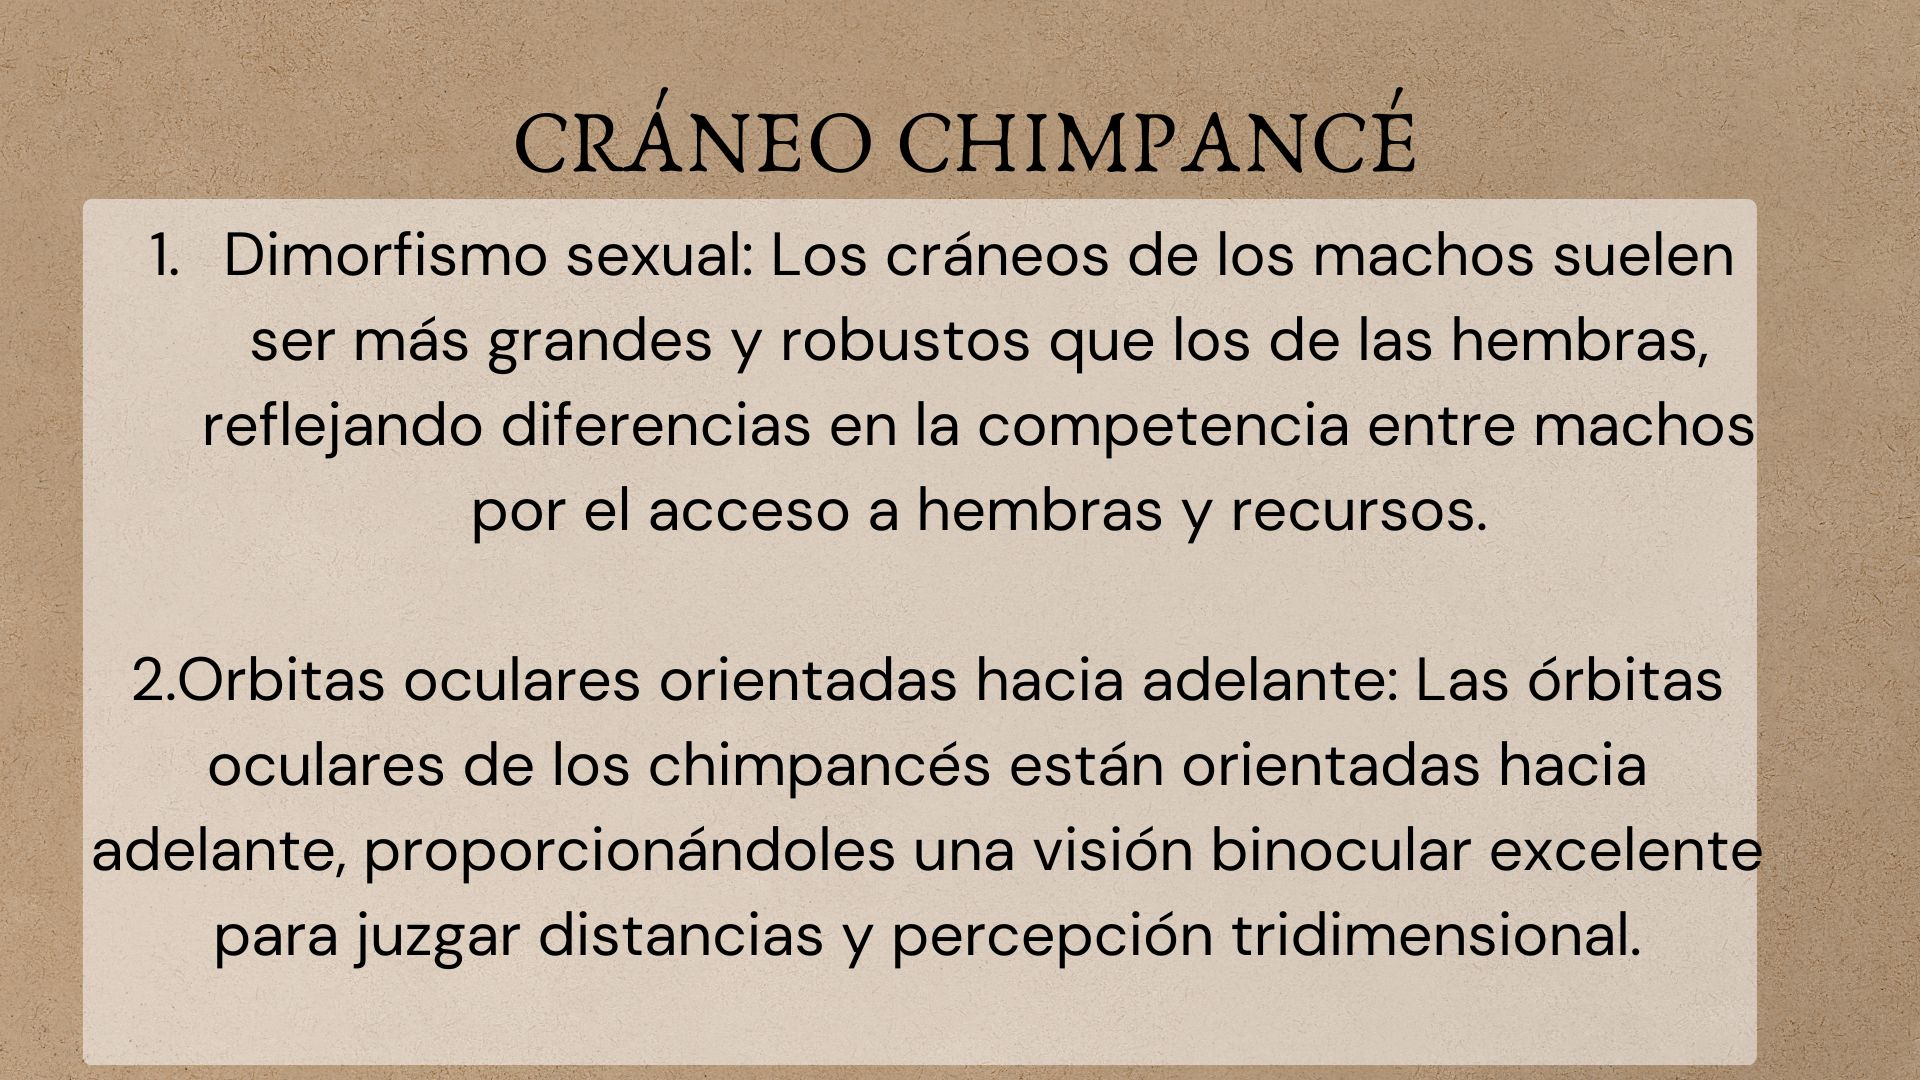 CRÁNEO CHIMPANCÉ
1. Dimorfismo sexual: Los cráneos de los machos suelen
ser más grandes y robustos que los de las hembras,
reflejando diferencias en la competencia entre machos
por el acceso a hembras y recursos.
2.Orbitas oculares orientadas hacia adelante: Las órbitas
oculares de los chimpancés están orientadas hacia
adelante, proporcionándoles una visión binocular excelente
para juzgar distancias y percepción tridimensional.